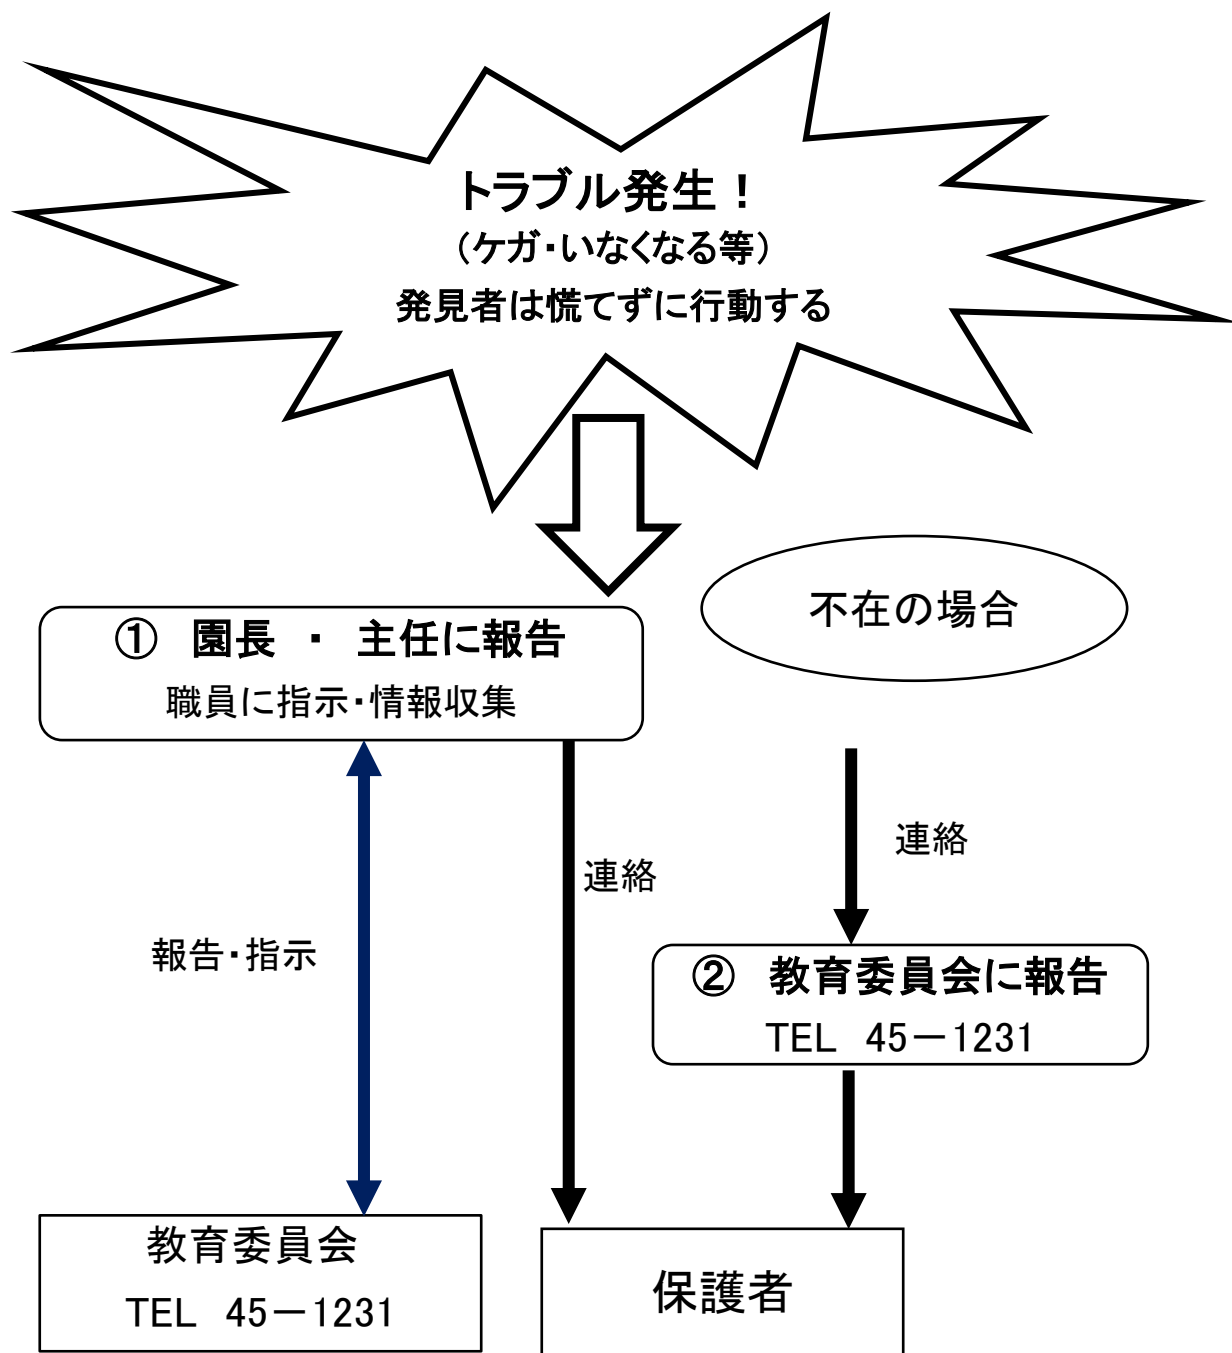 トラブル発生！
（ケガ・いなくなる等）
発見者は慌てずに行動する
不在の場合
①　園長　・　主任に報告
職員に指示・情報収集
連絡
連絡
報告・指示
②　教育委員会に報告
TEL　45－1231
教育委員会
TEL　45－1231
保護者